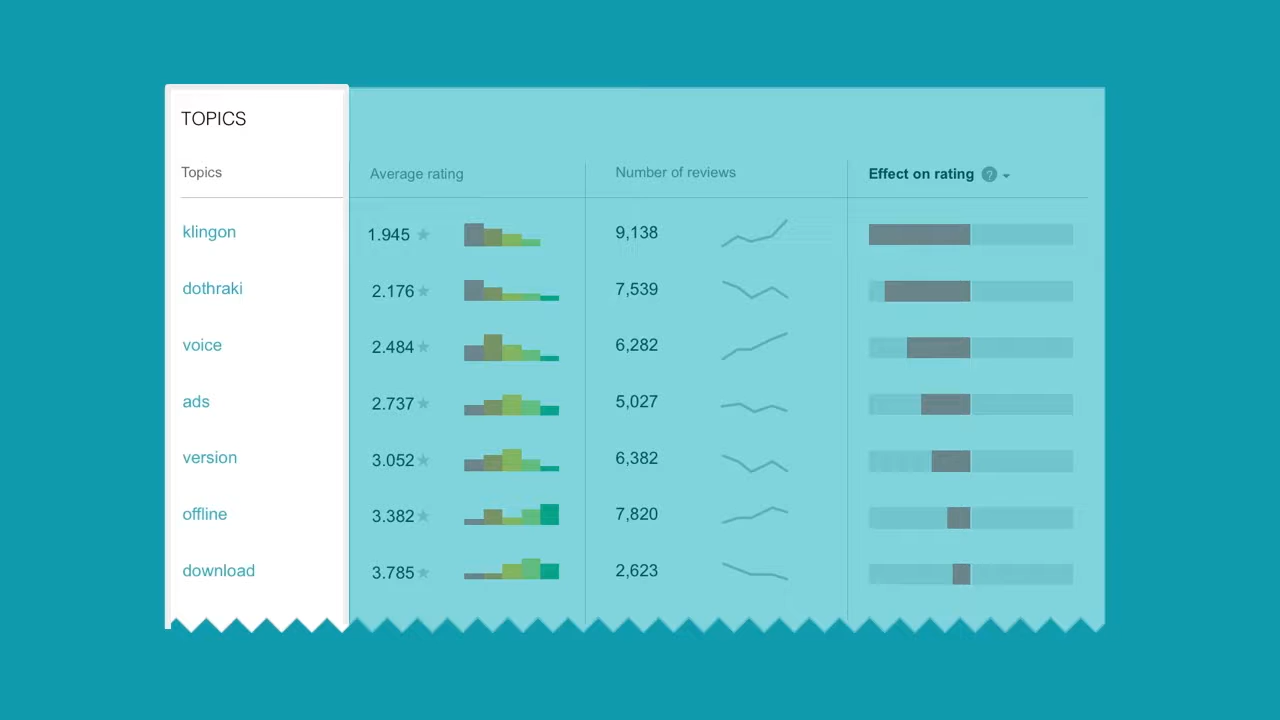 TOPICS
Topics Average rating Number of reviews Effect on rating ?
klingon 1.945 9,138
dothraki 2.176 7,539
voice 2.484 6,282
ads 2.737 5,027
version 3.052 6,382
offline 3.382 7,820
download 3.785 2,623